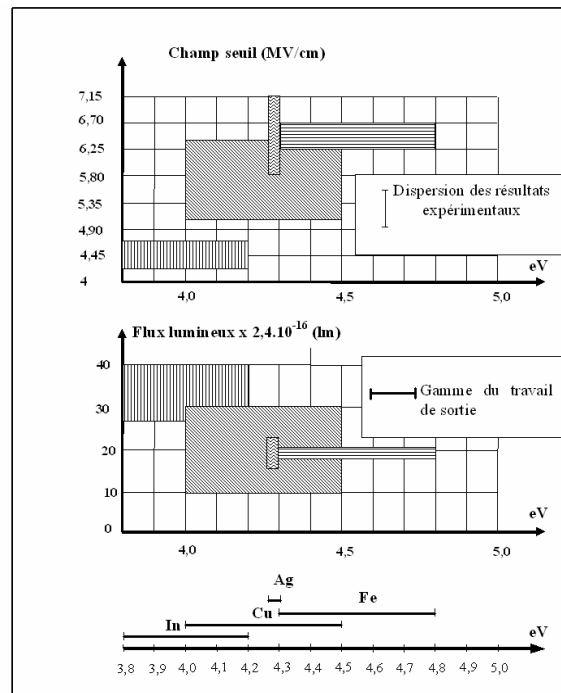 Champ seuil (MV/cm)
7,15
6,70
6,25
5,80
5,35
4,90
4,45
4
Dispersion des résultats
expérimentaux
eV
4,0 4,5 5,0
Flux lumineux x 2,4.10⁻¹⁶ (lm)
40
30
20
10
0
Gamme du travail
de sortie
eV
4,0 4,5 5,0
Ag
Fe
Cu
In
eV
3,8 3,9 4,0 4,1 4,2 4,3 4,4 4,5 4,6 4,7 4,8 4,9 5,0